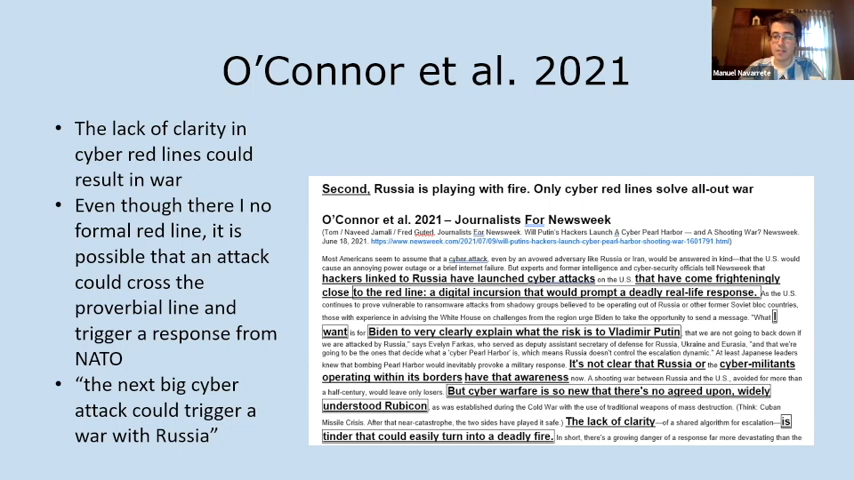 O'Connor et al. 2021
Manuel Navarrete
• The lack of clarity in
cyber red lines could
result in war
• Even though there I no
formal red line, it is
possible that an attack
could cross the
proverbial line and
trigger a response from
NATO
• “the next big cyber
attack could trigger a
war with Russia”
Second, Russia is playing with fire. Only cyber red lines solve all-out war
O'Connor et al. 2021 – Journalists For Newsweek
(Tom / Naveed Jamali / Fred Guterl, Journalists For Newsweek. Will Putin's Hackers Launch A Cyber Pearl Harbor — and A Shooting War? Newsweek.
June 18, 2021. https://www.newsweek.com/2021/07/09/will-putins-hackers-launch-cyber-pearl-harbor-shooting-war-1601791.html)
Most Americans seem to assume that a cyber attack, even by an avowed adversary like Russia or Iran, would be answered in kind—that the U.S. would
cause an annoying power outage or a brief internet failure. But experts and former intelligence and cyber-security officials tell Newsweek that
hackers linked to Russia have launched cyber attacks on the U.S. that have come frighteningly
close to the red line: a digital incursion that would prompt a deadly real-life response. As the U.S.
continues to prove vulnerable to ransomware attacks from shadowy groups believed to be operating out of Russia or other former Soviet bloc countries,
those with experience in advising the White House on challenges from the region urge Biden to take the opportunity to send a message. "What I
want is for Biden to very clearly explain what the risk is to Vladimir Putin, that we are not going to back down if
we are attacked by Russia," says Evelyn Farkas, who served as deputy assistant secretary of defense for Russia, Ukraine and Eurasia, "and that we're
going to be the ones that decide what a 'cyber Pearl Harbor' is, which means Russia doesn't control the escalation dynamic." At least Japanese leaders
knew that bombing Pearl Harbor would inevitably provoke a military response. It's not clear that Russia or the cyber-militants
operating within its borders have that awareness now. A shooting war between Russia and the U.S., avoided for more than
a half-century, would leave only losers. But cyber warfare is so new that there's no agreed upon, widely
understood Rubicon, as was established during the Cold War with the use of traditional weapons of mass destruction. (Think: Cuban
Missile Crisis. After that near-catastrophe, the two sides have played it safe.) The lack of clarity—of a shared algorithm for escalation—is
tinder that could easily turn into a deadly fire. In short, there's a growing danger of a response far more devastating than the